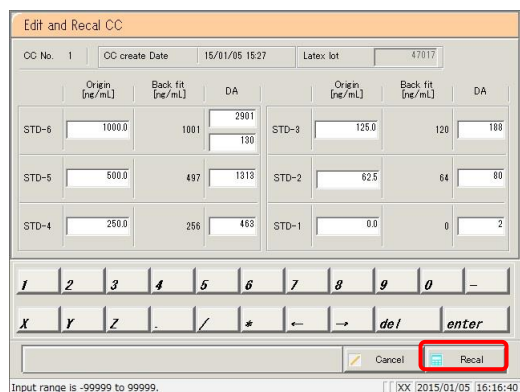 Edit and Recal CC
CC No. 1 CC create Date 15/01/05 15:27 Latex lot 47017
Origin [ng/mL] Back fit [ng/mL] DA Origin [ng/mL] Back fit [ng/mL] DA
STD-6 1000.0 1001 2901 STD-3 125.0 120 188
130
STD-5 500.0 497 1313 STD-2 62.5 64 80
STD-4 250.0 256 463 STD-1 0.0 0 2
1 2 3 4 5 6 7 8 9 0 -
X Y Z . / * ← → del enter
Cancel Recal
Input range is -99999 to 99999. XX 2015/01/05 16:16:40